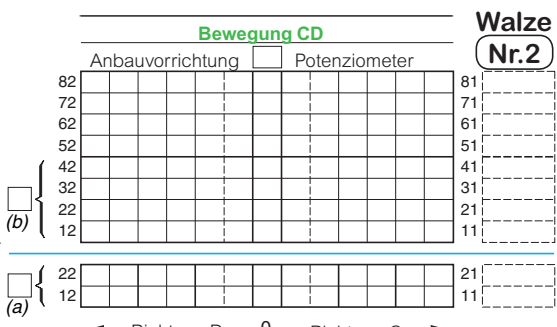 Bewegung CD
Walze
Nr.2
Anbauvorrichtung Potenziometer
82 81
72 71
62 61
52 51
42 41
32 31
22 21
12 11
(b)
22 21
12 11
(a)
0